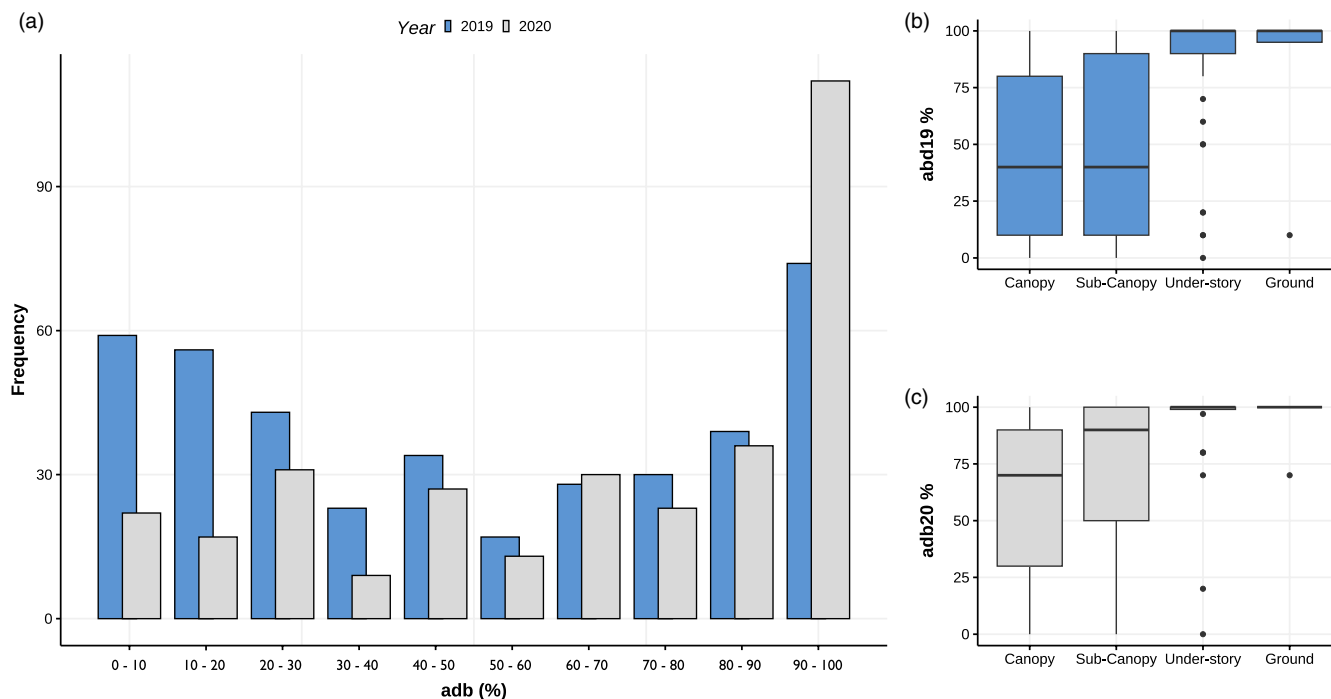 (a)
Year 2019 2020
Frequency
90
60
30
0
0 - 10 10 - 20 20 - 30 30 - 40 40 - 50 50 - 60 60 - 70 70 - 80 80 - 90 90 - 100
adb (%)
(b)
abd19 %
100
75
50
25
0
Canopy Sub-Canopy Under-story Ground
(c)
adb20 %
100
75
50
25
0
Canopy Sub-Canopy Under-story Ground